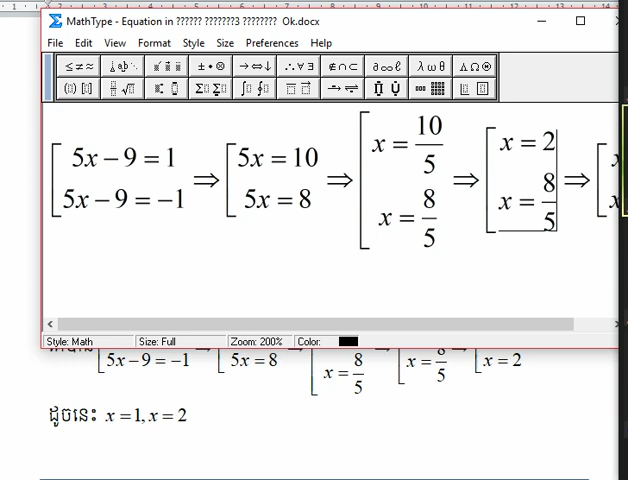 MathType - Equation in ?????? ???????3 ???????? Ok.docx
File Edit View Format Style Size Preferences Help
5x − 9 = 1 ⇒ 5x = 10 ⇒ x = 10/5 ⇒ x = 2 ⇒
5x − 9 = −1 5x = 8 x = 8/5 x = 8/5
Style: Math Size: Full Zoom: 200% Color:
5x − 9 = −1 5x = 8 x = 8/5 x = 8/5 x = 2
ដូចនេះ x = 1, x = 2